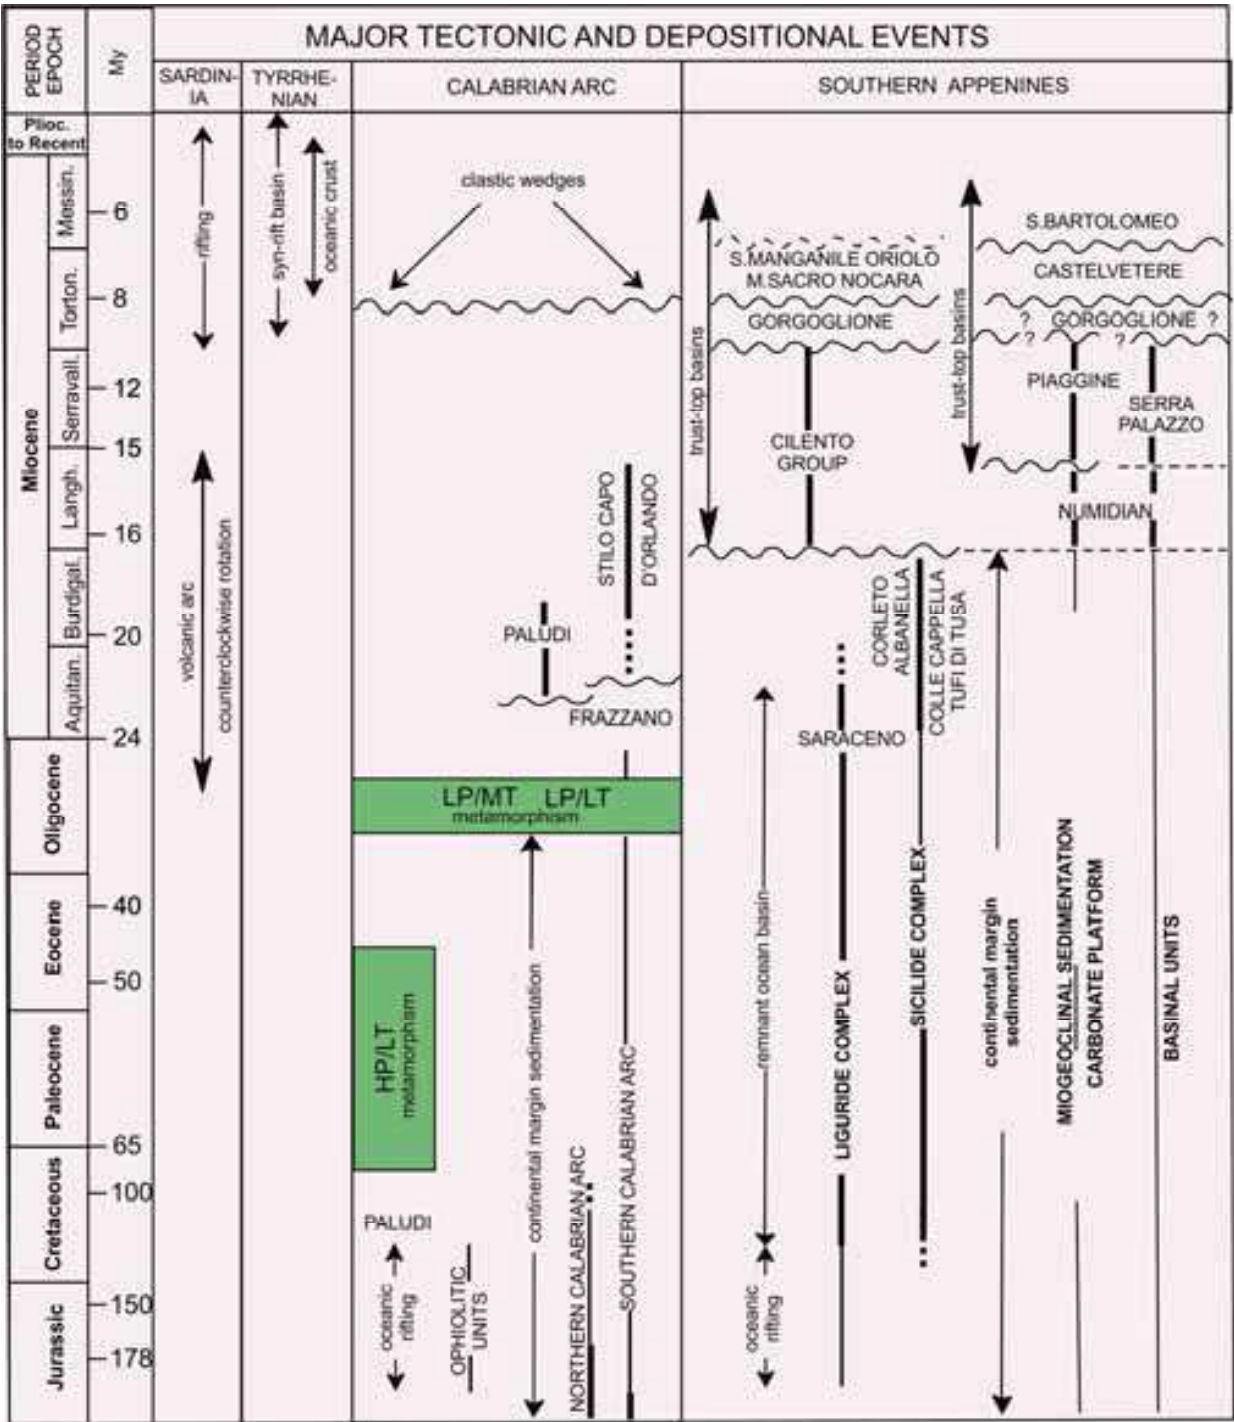 MAJOR TECTONIC AND DEPOSITIONAL EVENTS
PERIOD
EPOCH
My
SARDIN-
IA
TYRRHE-
NIAN
CALABRIAN ARC
SOUTHERN APPENINES
Plioc.
to Recent
Miocene
Messin.
Torton.
Serravall.
Langh.
Burdigal.
Aquitan.
Oligocene
Eocene
Paleocene
Cretaceous
Jurassic
6
8
12
15
16
20
24
40
50
65
100
150
178
rifting
volcanic arc
counterclockwise rotation
syn-rift basin
oceanic crust
clastic wedges
STILO CAPO
D'ORLANDO
PALUDI
FRAZZANO
LP/MT LP/LT
metamorphism
HP/LT
metamorphism
PALUDI
oceanic
rifting
OPHIOLITIC
UNITS
continental margin sedimentation
NORTHERN CALABRIAN ARC
SOUTHERN CALABRIAN ARC
trust-top basins
S.MANGANILE ORIOLO
M.SACRO NOCARA
GORGOGLIONE
CILENTO
GROUP
trust-top basins
S.BARTOLOMEO
CASTELVETERE
? GORGOGLIONE ?
? ?
PIAGGINE
SERRA
PALAZZO
NUMIDIAN
CORLETO
ALBANELLA
COLLE CAPPELLA
TUFI DI TUSA
SARACENO
remnant ocean basin
oceanic
rifting
LIGURIDE COMPLEX
SICILIDE COMPLEX
continental margin
sedimentation
MIOGEOCLINAL SEDIMENTATION
CARBONATE PLATFORM
BASINAL UNITS